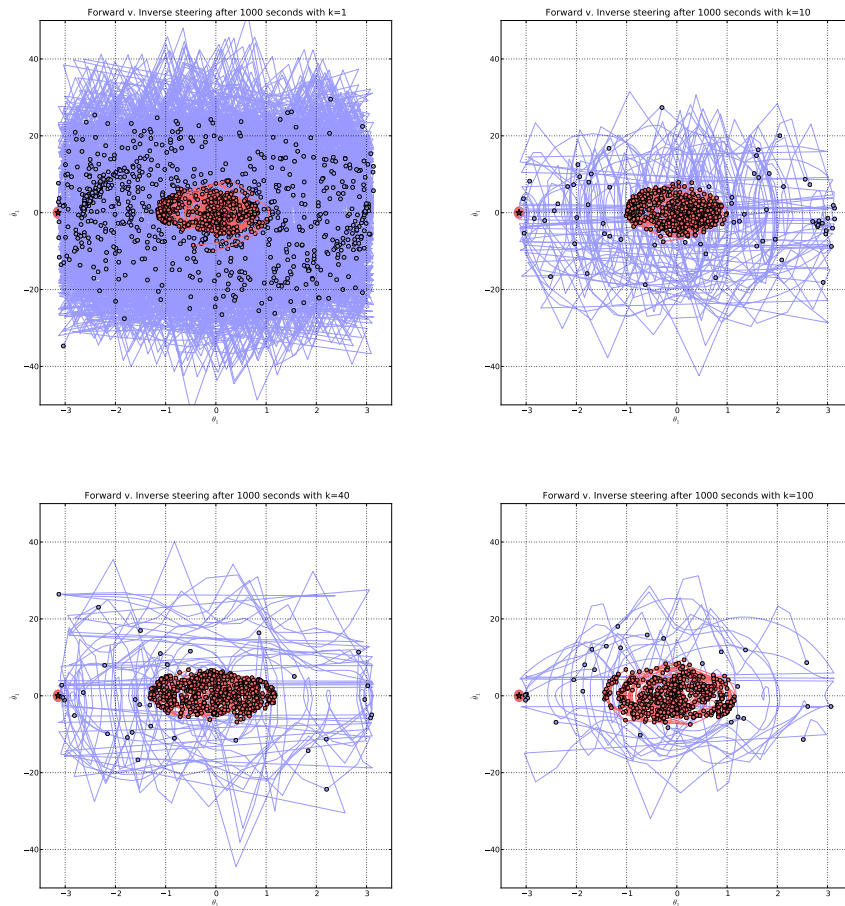 Forward v. Inverse steering after 1000 seconds with k=1
40
20
0
−20
−40
θ̇₁
−3 −2 −1 0 1 2 3
θ₁
Forward v. Inverse steering after 1000 seconds with k=10
40
20
0
−20
−40
θ̇₁
−3 −2 −1 0 1 2 3
θ₁
Forward v. Inverse steering after 1000 seconds with k=40
40
20
0
−20
−40
θ̇₁
−3 −2 −1 0 1 2 3
θ₁
Forward v. Inverse steering after 1000 seconds with k=100
40
20
0
−20
−40
θ̇₁
−3 −2 −1 0 1 2 3
θ₁